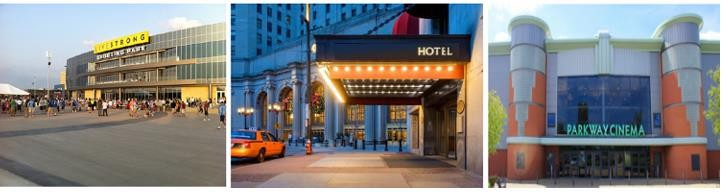 LIVESTRONG
SPORTING PARK
HOTEL
PARKWAY CINEMA